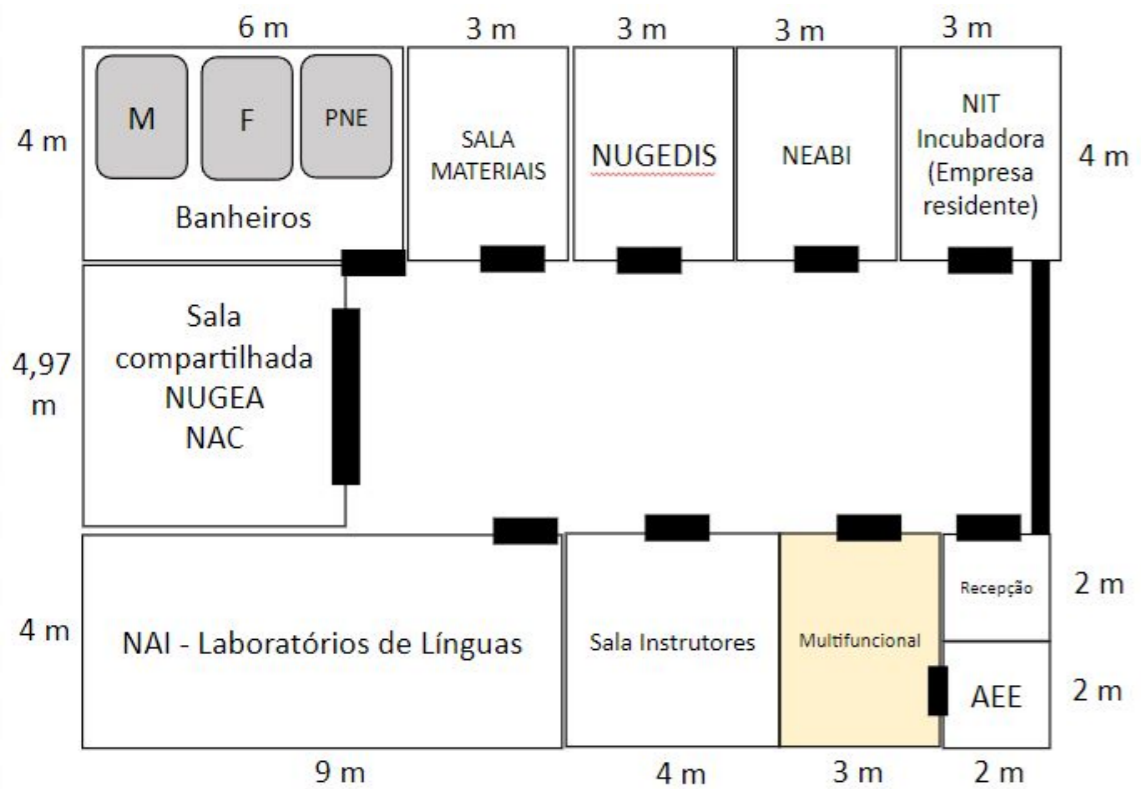 6 m
3 m
3 m
3 m
3 m
4 m
M
F
PNE
Banheiros
SALA
MATERIAIS
NUGEDIS
NEABI
NIT
Incubadora
(Empresa
residente)
4 m
4,97
m
Sala
compartilhada
NUGEA
NAC
4 m
NAI - Laboratórios de Línguas
Sala Instrutores
Multifuncional
Recepção
2 m
AEE
2 m
9 m
4 m
3 m
2 m